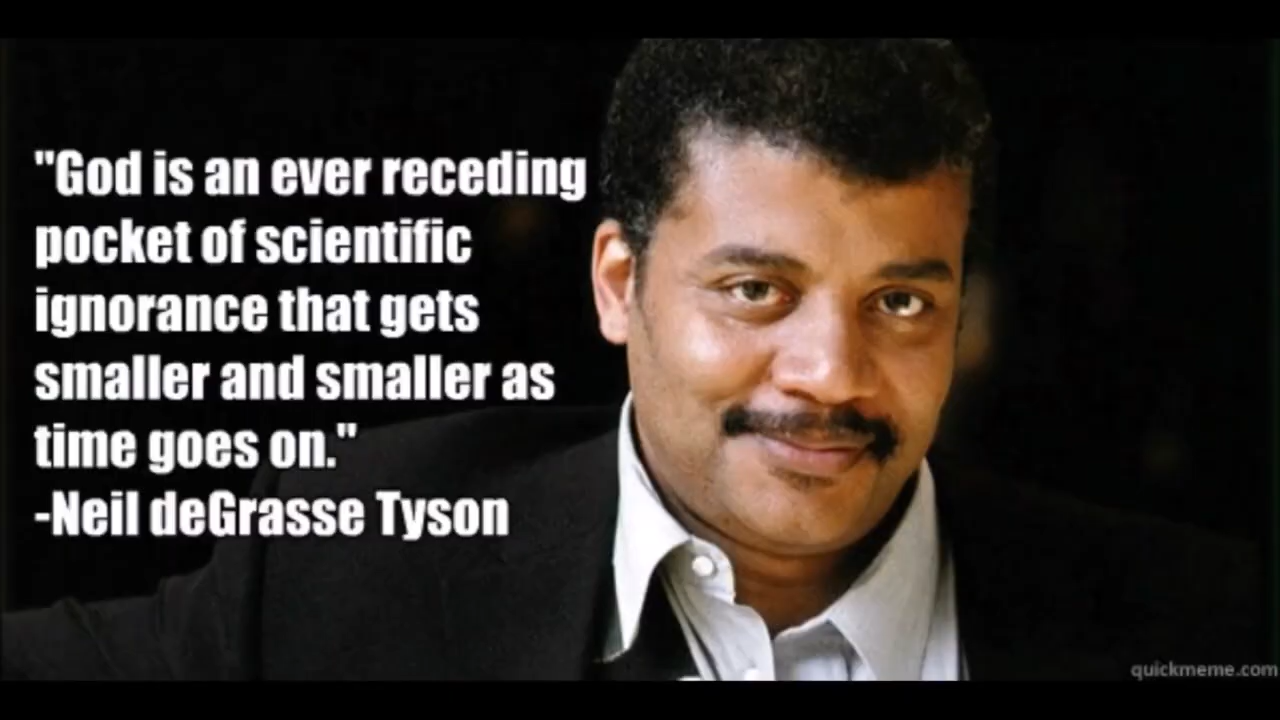 "God is an ever receding
pocket of scientific
ignorance that gets
smaller and smaller as
time goes on."
-Neil deGrasse Tyson
quickmeme.com